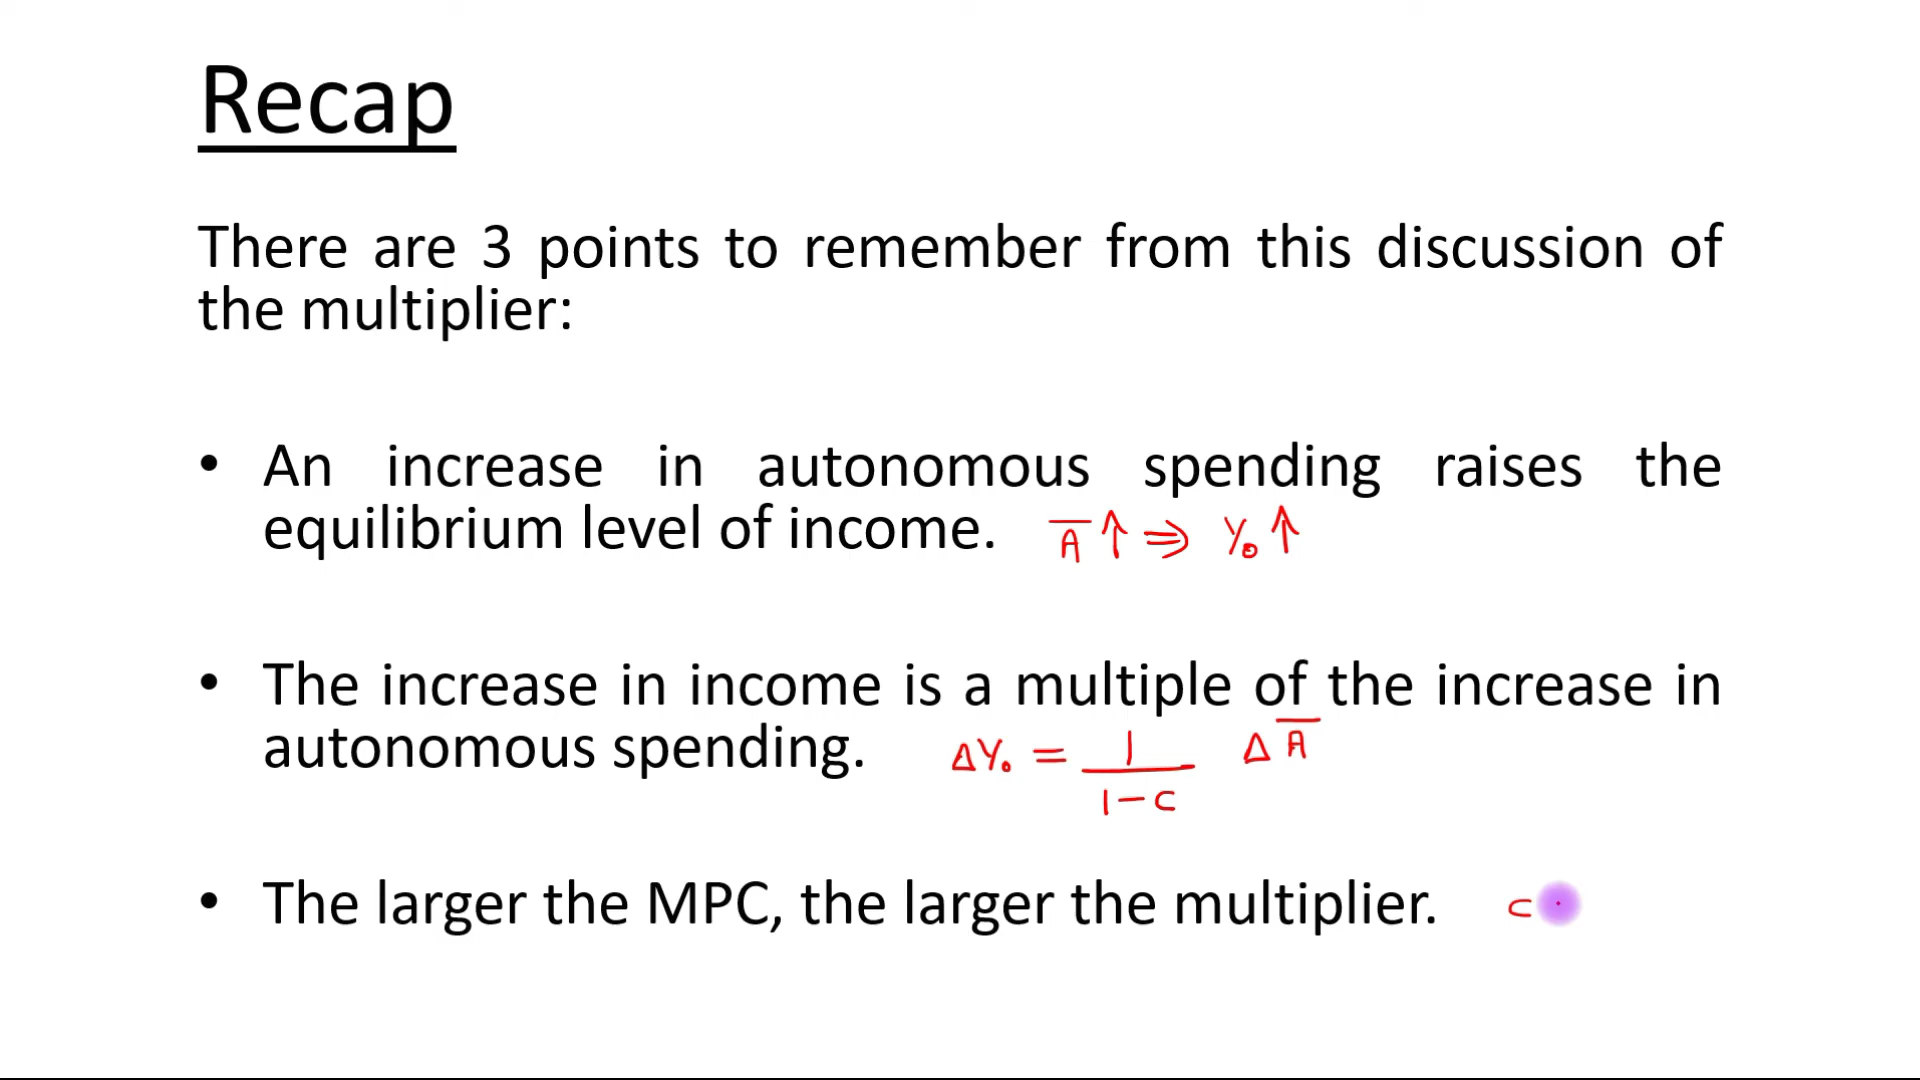 Recap
There are 3 points to remember from this discussion of
the multiplier:
• An increase in autonomous spending raises the
equilibrium level of income. A̅ ↑ ⇒ Y₀ ↑
• The increase in income is a multiple of the increase in
autonomous spending. ΔY₀ = 1/(1-c) ΔA̅
• The larger the MPC, the larger the multiplier. c